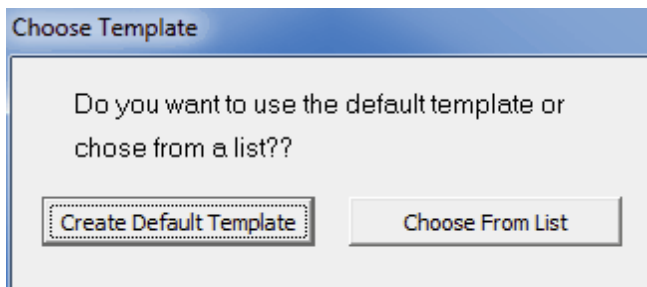 Choose Template
Do you want to use the default template or
chose from a list??
Create Default Template
Choose From List